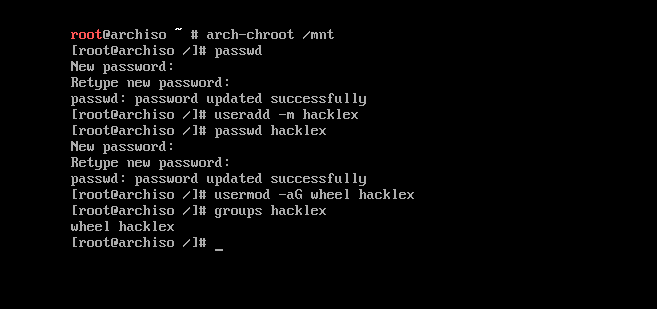 root@archiso ~ # arch-chroot /mnt
[root@archiso /]# passwd
New password:
Retype new password:
passwd: password updated successfully
[root@archiso /]# useradd -m hacklex
[root@archiso /]# passwd hacklex
New password:
Retype new password:
passwd: password updated successfully
[root@archiso /]# usermod -aG wheel hacklex
[root@archiso /]# groups hacklex
wheel hacklex
[root@archiso /]# _